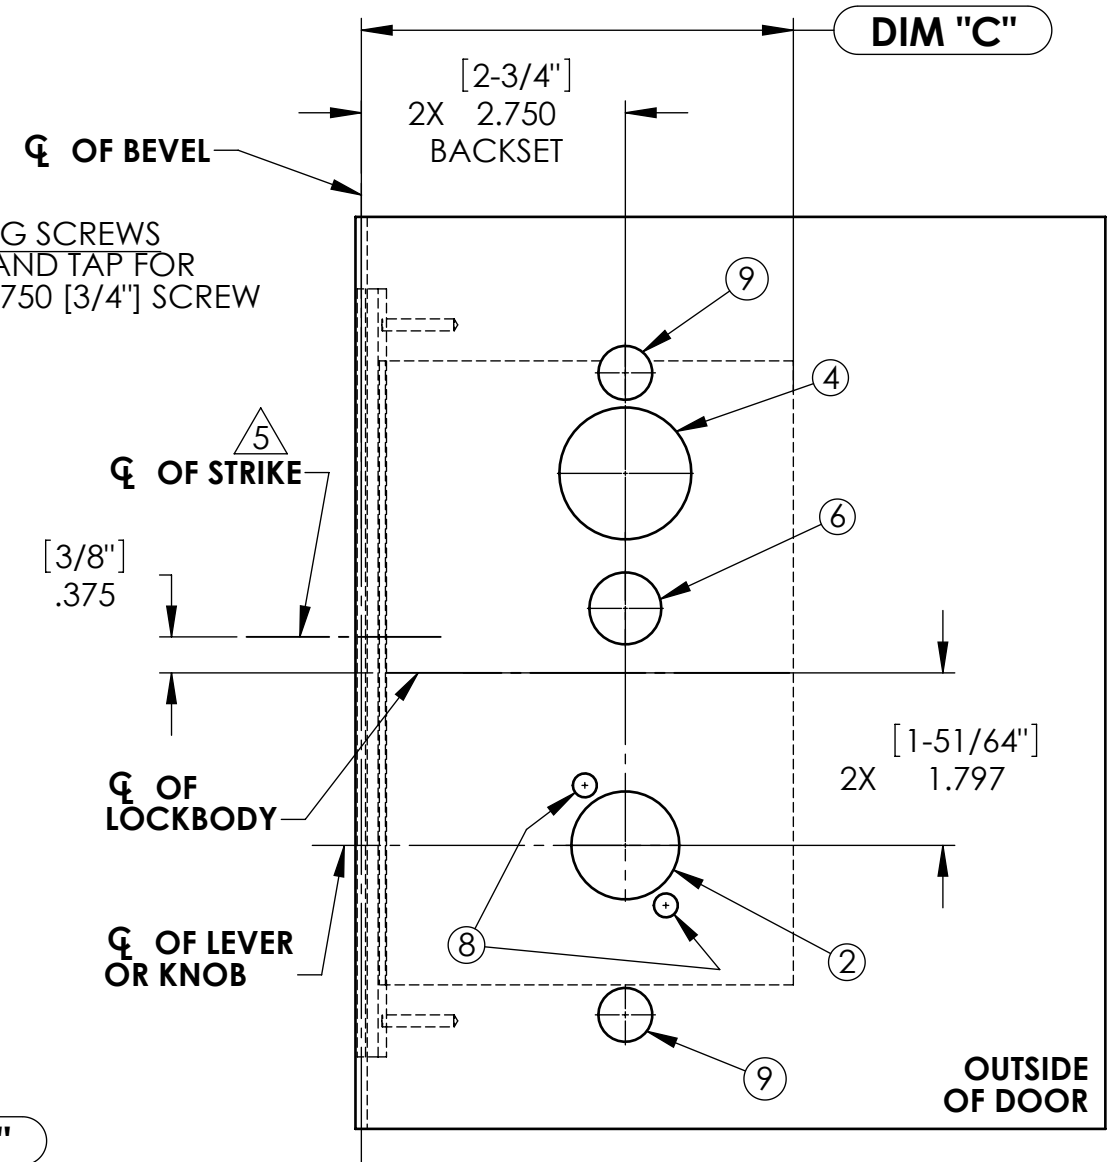 DIM "C"
[2-3/4"]
2X 2.750
BACKSET
℄ OF BEVEL
G SCREWS
AND TAP FOR
750 [3/4"] SCREW
9
4
5
℄ OF STRIKE
6
[3/8"]
.375
[1-51/64"]
2X 1.797
℄ OF
LOCKBODY
8
℄ OF LEVER
OR KNOB
2
9
OUTSIDE
OF DOOR
"